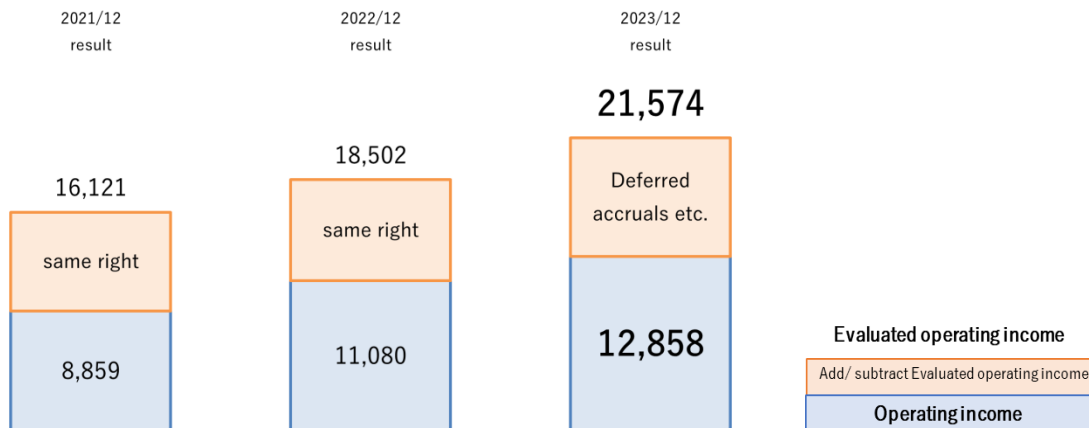 2021/12
result
2022/12
result
2023/12
result
16,121
18,502
21,574
same right
same right
Deferred
accruals etc.
8,859
11,080
12,858
Evaluated operating income
Add/ subtract Evaluated operating income
Operating income